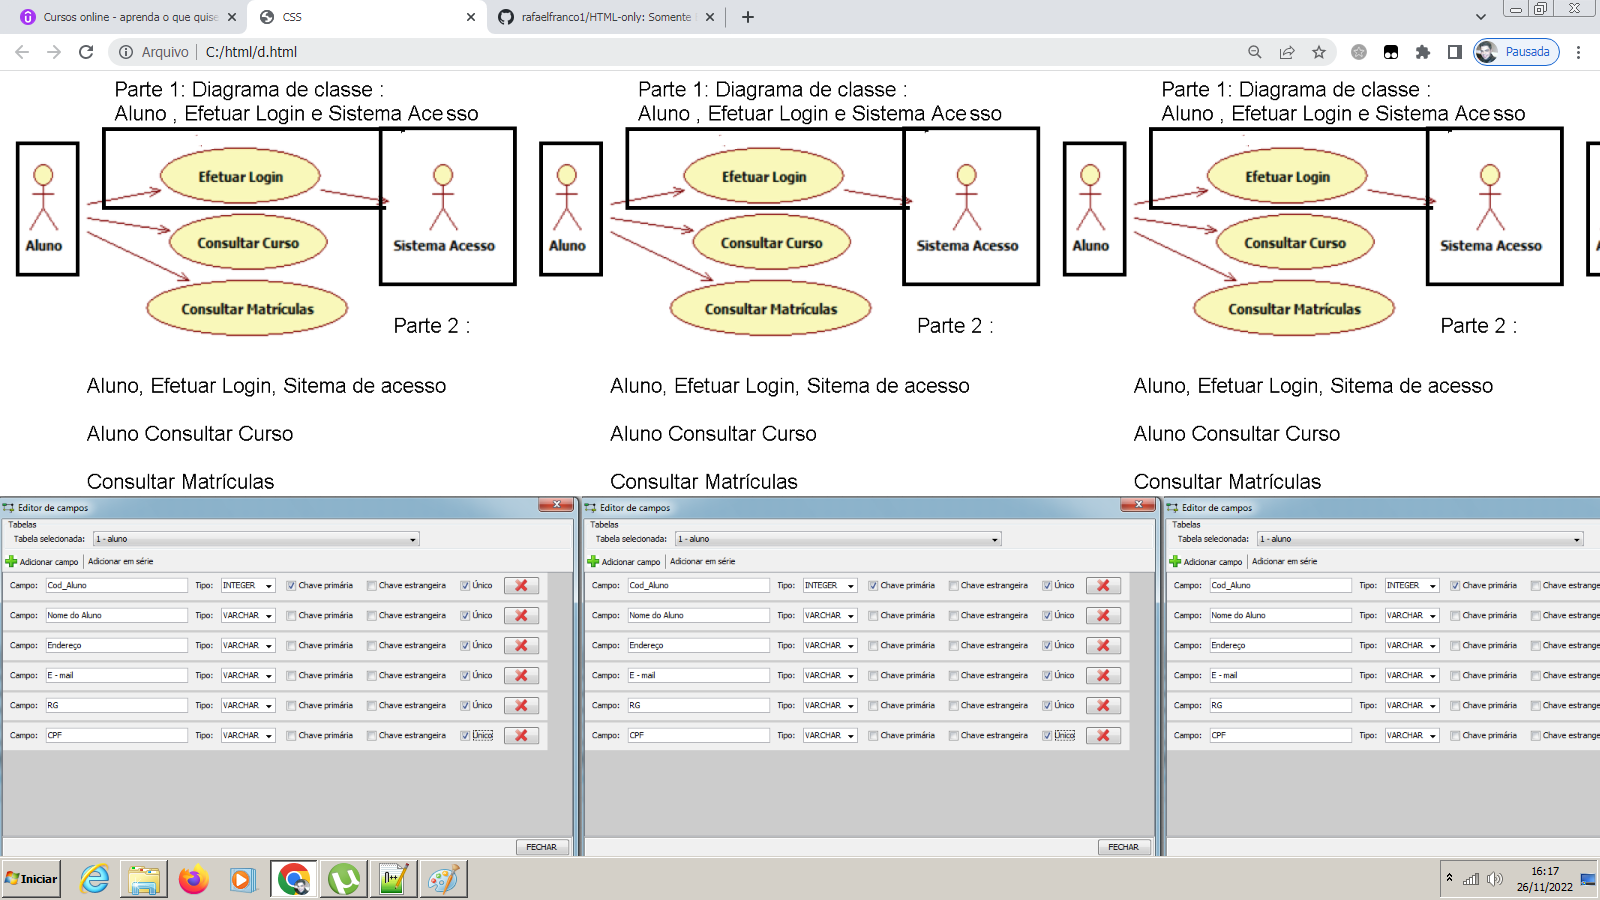 Cursos online - aprenda o que quise
CSS
rafaelfranco1/HTML-only: Somente
Arquivo
C:/html/d.html
Pausada
Parte 1: Diagrama de classe :
Aluno , Efetuar Login e Sistema Acesso
Efetuar Login
Aluno
Consultar Curso
Sistema Acesso
Consultar Matrículas
Parte 2 :
Aluno, Efetuar Login, Sitema de acesso
Aluno Consultar Curso
Consultar Matrículas
Parte 1: Diagrama de classe :
Aluno , Efetuar Login e Sistema Acesso
Efetuar Login
Aluno
Consultar Curso
Sistema Acesso
Consultar Matrículas
Parte 2 :
Aluno, Efetuar Login, Sitema de acesso
Aluno Consultar Curso
Consultar Matrículas
Parte 1: Diagrama de classe :
Aluno , Efetuar Login e Sistema Acesso
Efetuar Login
Aluno
Consultar Curso
Sistema Acesso
Consultar Matrículas
Parte 2 :
Aluno, Efetuar Login, Sitema de acesso
Aluno Consultar Curso
Consultar Matrículas
Editor de campos
Tabelas
Tabela selecionada: 1 - aluno
Adicionar campo Adicionar em série
Campo: Cod_Aluno Tipo: INTEGER Chave primária Chave estrangeira Único
Campo: Nome do Aluno Tipo: VARCHAR Chave primária Chave estrangeira Único
Campo: Endereço Tipo: VARCHAR Chave primária Chave estrangeira Único
Campo: E - mail Tipo: VARCHAR Chave primária Chave estrangeira Único
Campo: RG Tipo: VARCHAR Chave primária Chave estrangeira Único
Campo: CPF Tipo: VARCHAR Chave primária Chave estrangeira Único
FECHAR
Editor de campos
Tabelas
Tabela selecionada: 1 - aluno
Adicionar campo Adicionar em série
Campo: Cod_Aluno Tipo: INTEGER Chave primária Chave estrangeira Único
Campo: Nome do Aluno Tipo: VARCHAR Chave primária Chave estrangeira Único
Campo: Endereço Tipo: VARCHAR Chave primária Chave estrangeira Único
Campo: E - mail Tipo: VARCHAR Chave primária Chave estrangeira Único
Campo: RG Tipo: VARCHAR Chave primária Chave estrangeira Único
Campo: CPF Tipo: VARCHAR Chave primária Chave estrangeira Único
FECHAR
Editor de campos
Tabelas
Tabela selecionada: 1 - aluno
Adicionar campo Adicionar em série
Campo: Cod_Aluno Tipo: INTEGER Chave primária Chave estrange
Campo: Nome do Aluno Tipo: VARCHAR Chave primária Chave estrange
Campo: Endereço Tipo: VARCHAR Chave primária Chave estrange
Campo: E - mail Tipo: VARCHAR Chave primária Chave estrange
Campo: RG Tipo: VARCHAR Chave primária Chave estrange
Campo: CPF Tipo: VARCHAR Chave primária Chave estrange
Iniciar
16:17
26/11/2022